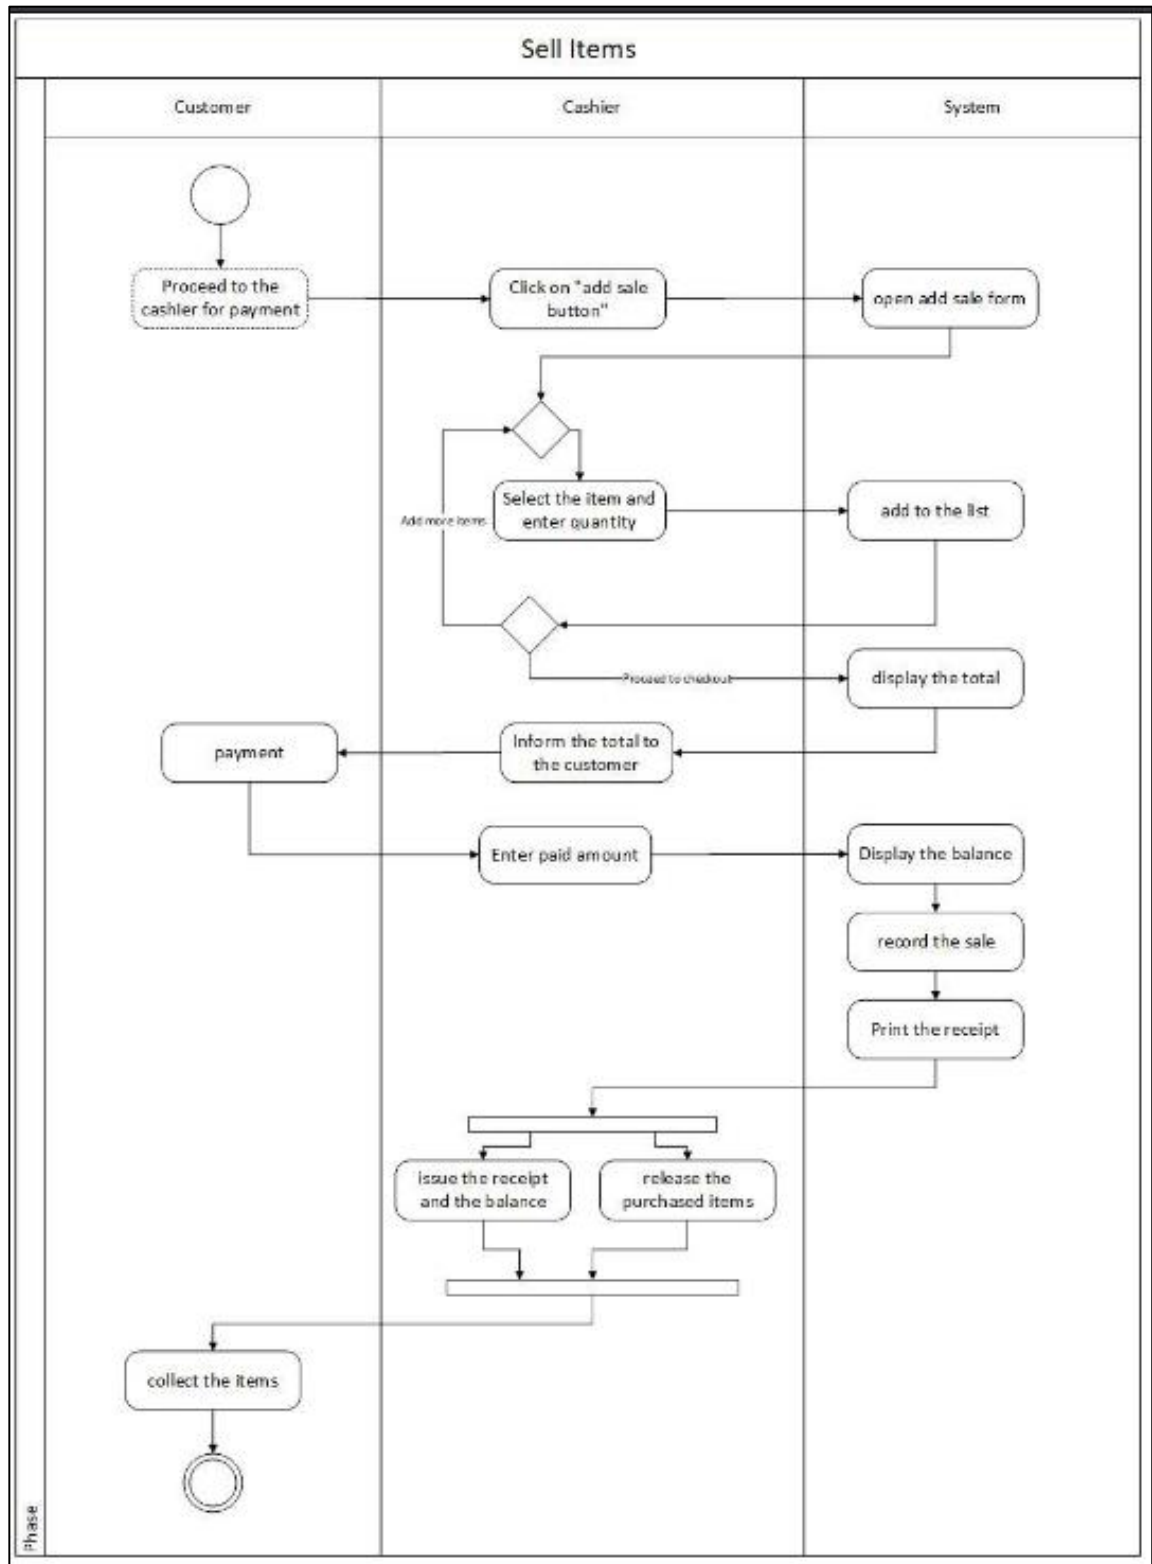 Sell Items
Customer
Cashier
System
Proceed to the
cashier for payment
Click on "add sale
button"
open add sale form
Select the item and
enter quantity
add to the list
Add more items
Proceed to checkout
display the total
Inform the total to
the customer
payment
Enter paid amount
Display the balance
record the sale
Print the receipt
issue the receipt
and the balance
release the
purchased items
collect the items
Phase